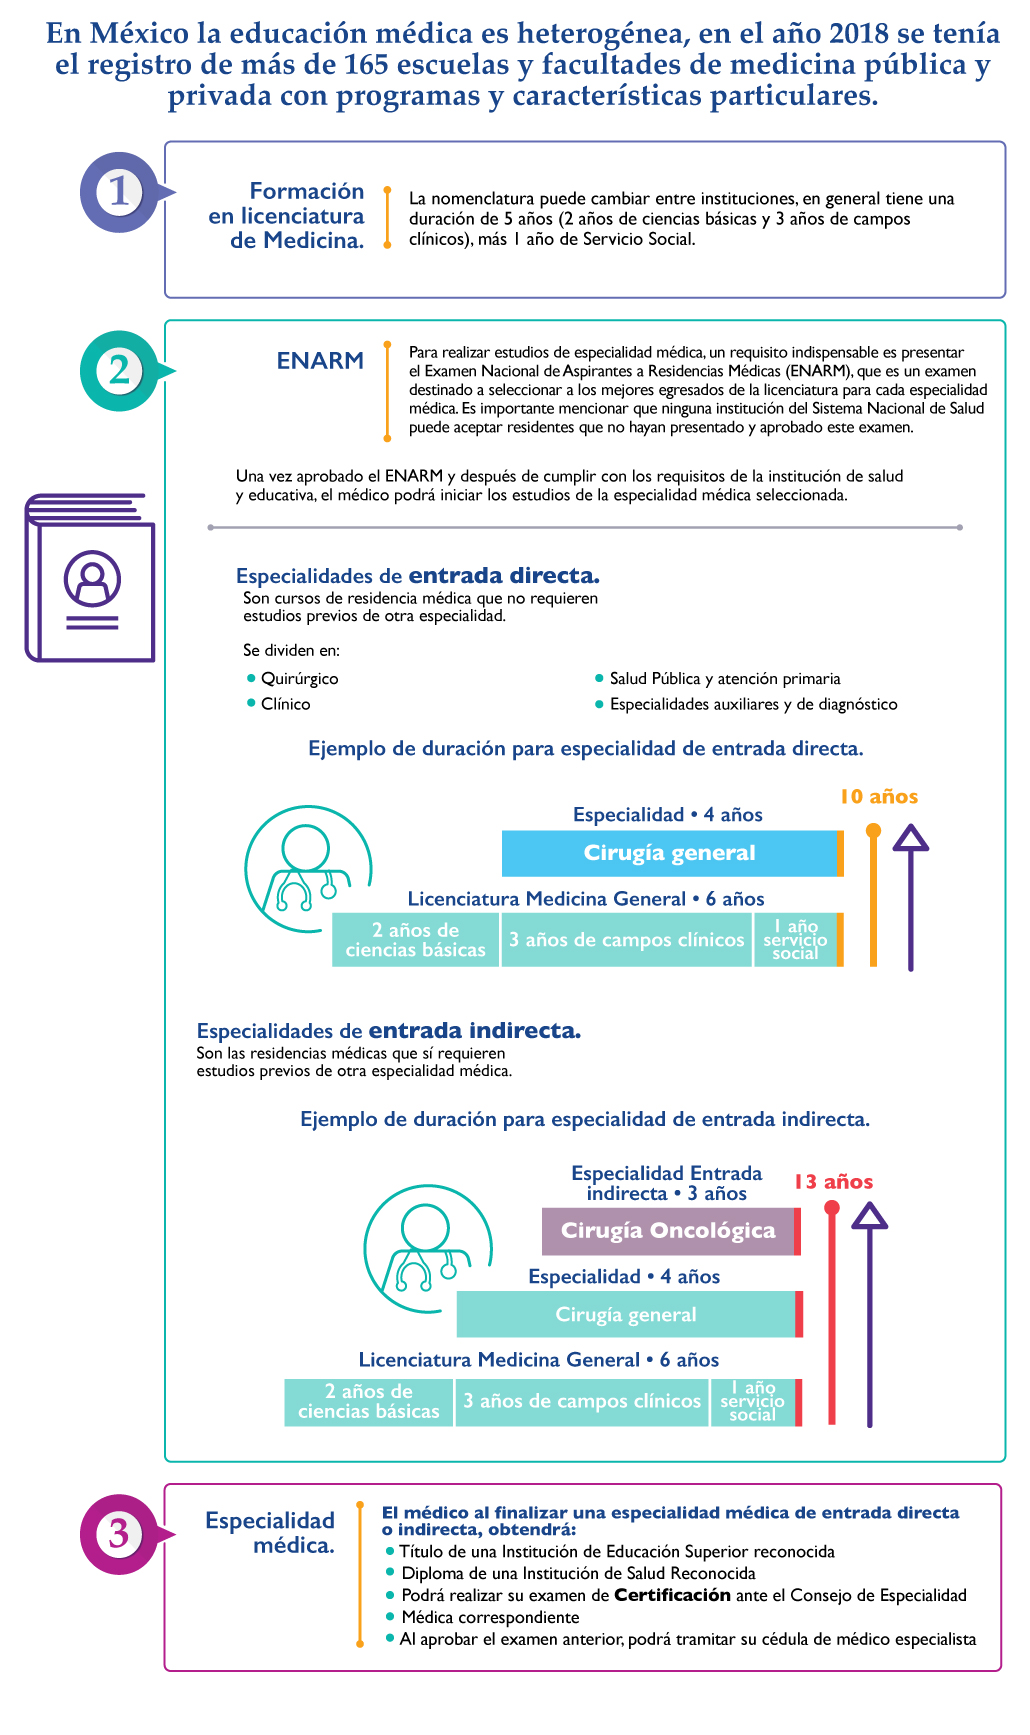 En México la educación médica es heterogénea, en el año 2018 se tenía
el registro de más de 165 escuelas y facultades de medicina pública y
privada con programas y características particulares.
1
Formación
en licenciatura
de Medicina.
La nomenclatura puede cambiar entre instituciones, en general tiene una
duración de 5 años (2 años de ciencias básicas y 3 años de campos
clínicos), más 1 año de Servicio Social.
2
ENARM
Para realizar estudios de especialidad médica, un requisito indispensable es presentar
el Examen Nacional de Aspirantes a Residencias Médicas (ENARM), que es un examen
destinado a seleccionar a los mejores egresados de la licenciatura para cada especialidad
médica. Es importante mencionar que ninguna institución del Sistema Nacional de Salud
puede aceptar residentes que no hayan presentado y aprobado este examen.
Una vez aprobado el ENARM y después de cumplir con los requisitos de la institución de salud
y educativa, el médico podrá iniciar los estudios de la especialidad médica seleccionada.
Especialidades de entrada directa.
Son cursos de residencia médica que no requieren
estudios previos de otra especialidad.
Se dividen en:
• Quirúrgico
• Clínico
• Salud Pública y atención primaria
• Especialidades auxiliares y de diagnóstico
Ejemplo de duración para especialidad de entrada directa.
10 años
Especialidad • 4 años
Cirugía general
Licenciatura Medicina General • 6 años
2 años de
ciencias básicas
3 años de campos clínicos
1 año
servicio
social
Especialidades de entrada indirecta.
Son las residencias médicas que sí requieren
estudios previos de otra especialidad médica.
Ejemplo de duración para especialidad de entrada indirecta.
Especialidad Entrada
indirecta • 3 años
13 años
Cirugía Oncológica
Especialidad • 4 años
Cirugía general
Licenciatura Medicina General • 6 años
2 años de
ciencias básicas
3 años de campos clínicos
1 año
servicio
social
3
Especialidad
médica.
El médico al finalizar una especialidad médica de entrada directa
o indirecta, obtendrá:
• Título de una Institución de Educación Superior reconocida
• Diploma de una Institución de Salud Reconocida
• Podrá realizar su examen de Certificación ante el Consejo de Especialidad
• Médica correspondiente
• Al aprobar el examen anterior, podrá tramitar su cédula de médico especialista